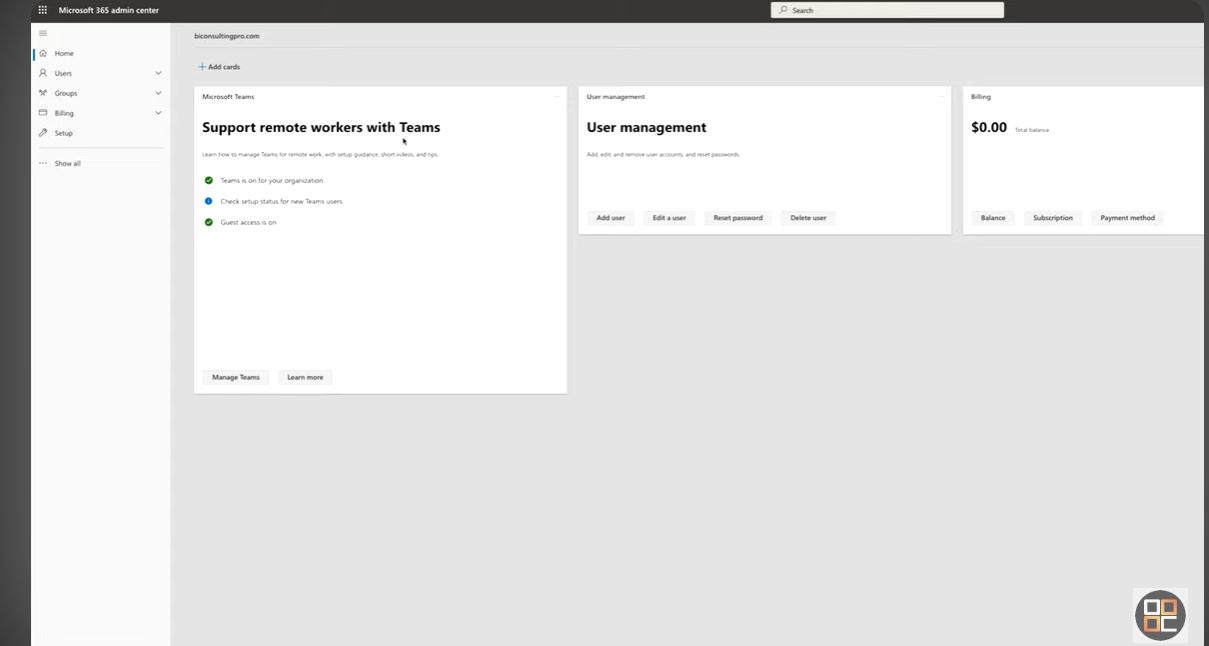 Microsoft 365 admin center
Search
Home
Users
Groups
Billing
Setup
Show all
biconsultingpro.com
Add cards
Microsoft Teams
Support remote workers with Teams
Learn how to manage Teams for remote work, with setup guidance, short videos, and tips.
Teams is on for your organization
Check setup status for new Teams users
Guest access is on
Manage Teams
Learn more
User management
User management
Add, edit, and remove user accounts, and reset passwords.
Add user
Edit a user
Reset password
Delete user
Billing
$0.00 Total balance
Balance
Subscription
Payment method